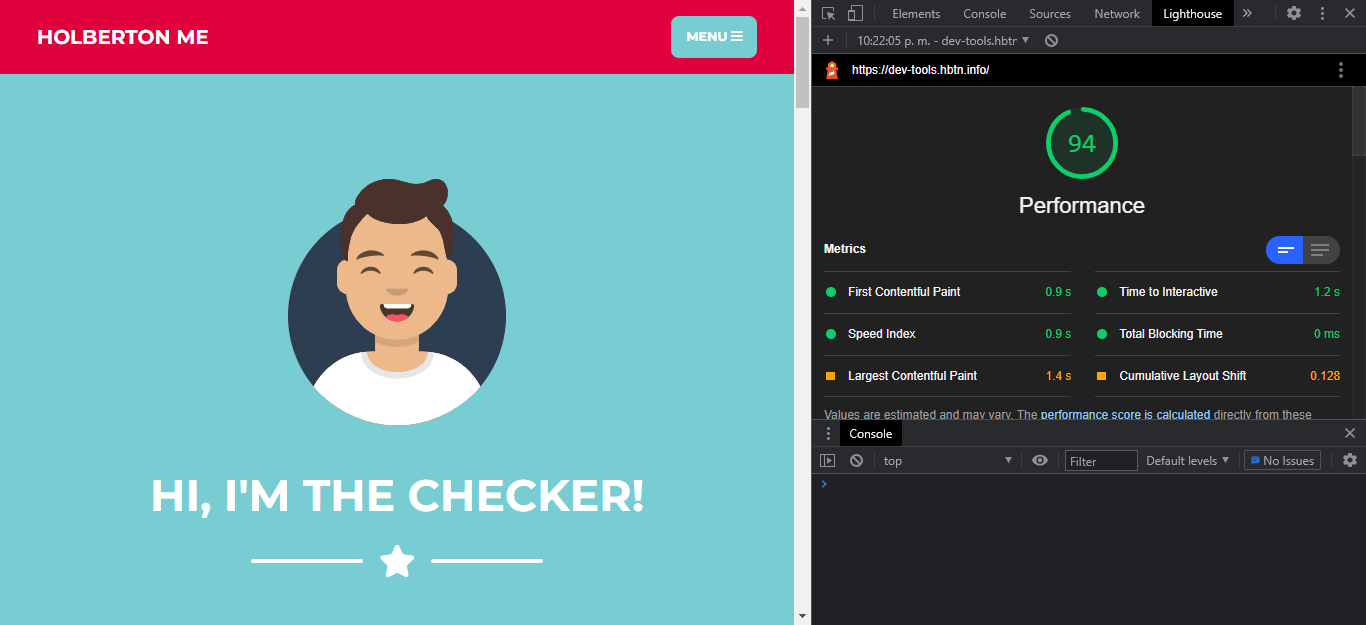 HOLBERTON ME
MENU
HI, I'M THE CHECKER!
Elements Console Sources Network Lighthouse
10:22:05 p. m. - dev-tools.hbtr
https://dev-tools.hbtn.info/
94
Performance
Metrics
First Contentful Paint 0.9 s
Time to Interactive 1.2 s
Speed Index 0.9 s
Total Blocking Time 0 ms
Largest Contentful Paint 1.4 s
Cumulative Layout Shift 0.128
Values are estimated and may vary. The performance score is calculated directly from these
Console
top Filter Default levels No Issues